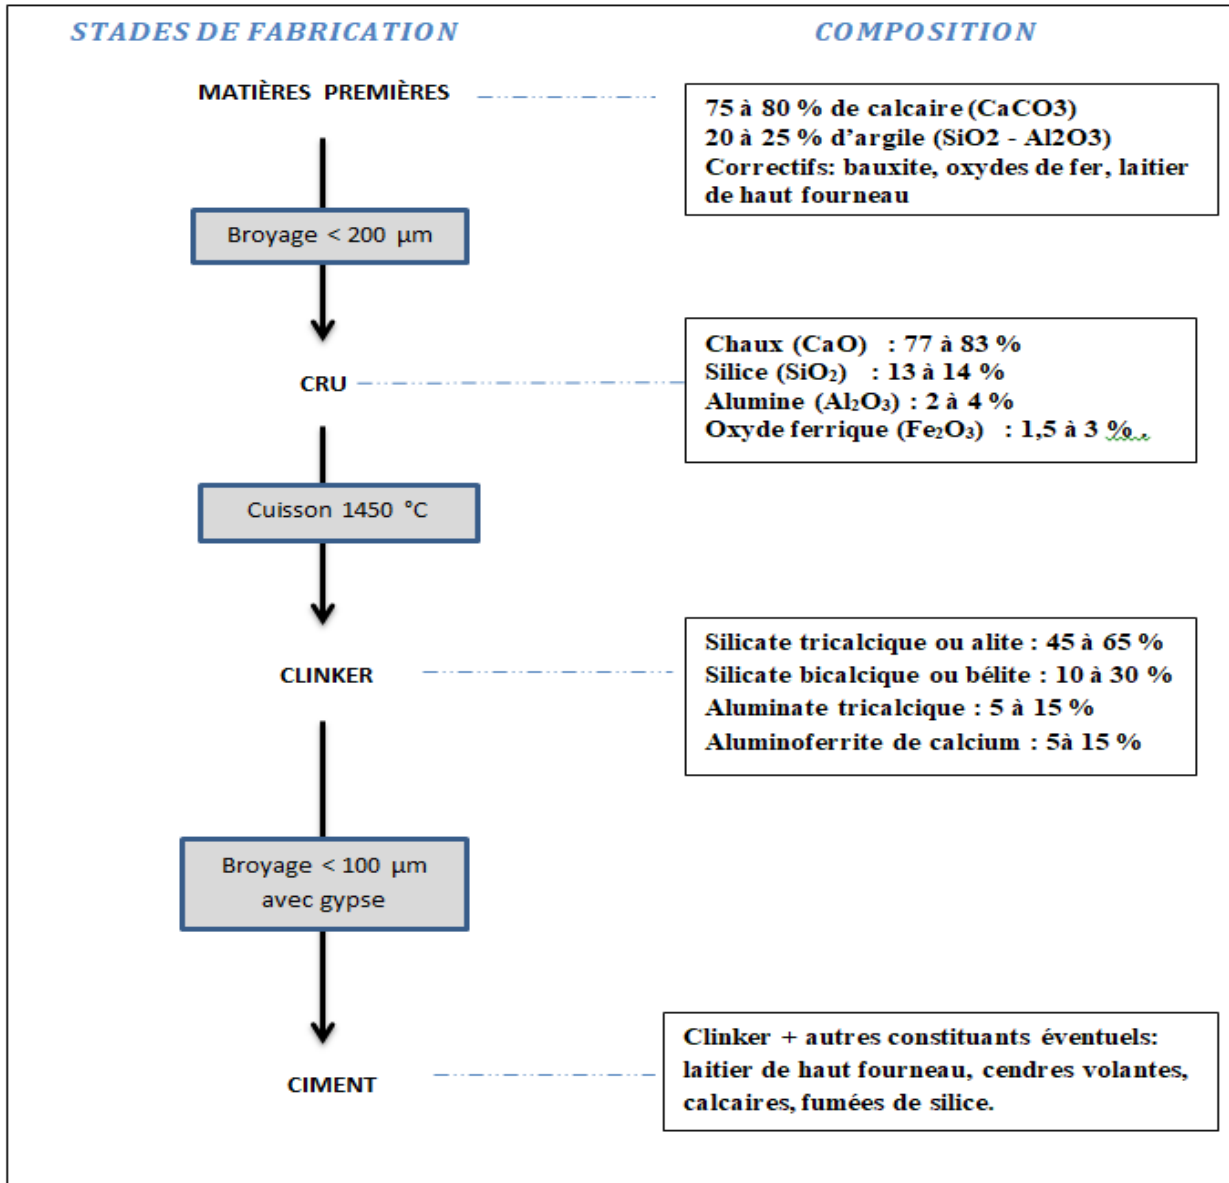 STADES DE FABRICATION
COMPOSITION
MATIÈRES PREMIÈRES
75 à 80 % de calcaire (CaCO3)
20 à 25 % d’argile (SiO2 - Al2O3)
Correctifs: bauxite, oxydes de fer, laitier
de haut fourneau
Broyage < 200 µm
CRU
Chaux (CaO) : 77 à 83 %
Silice (SiO₂) : 13 à 14 %
Alumine (Al₂O₃) : 2 à 4 %
Oxyde ferrique (Fe₂O₃) : 1,5 à 3 % .
Cuisson 1450 °C
CLINKER
Silicate tricalcique ou alite : 45 à 65 %
Silicate bicalcique ou bélite : 10 à 30 %
Aluminate tricalcique : 5 à 15 %
Aluminoferrite de calcium : 5à 15 %
Broyage < 100 µm
avec gypse
CIMENT
Clinker + autres constituants éventuels:
laitier de haut fourneau, cendres volantes,
calcaires, fumées de silice.